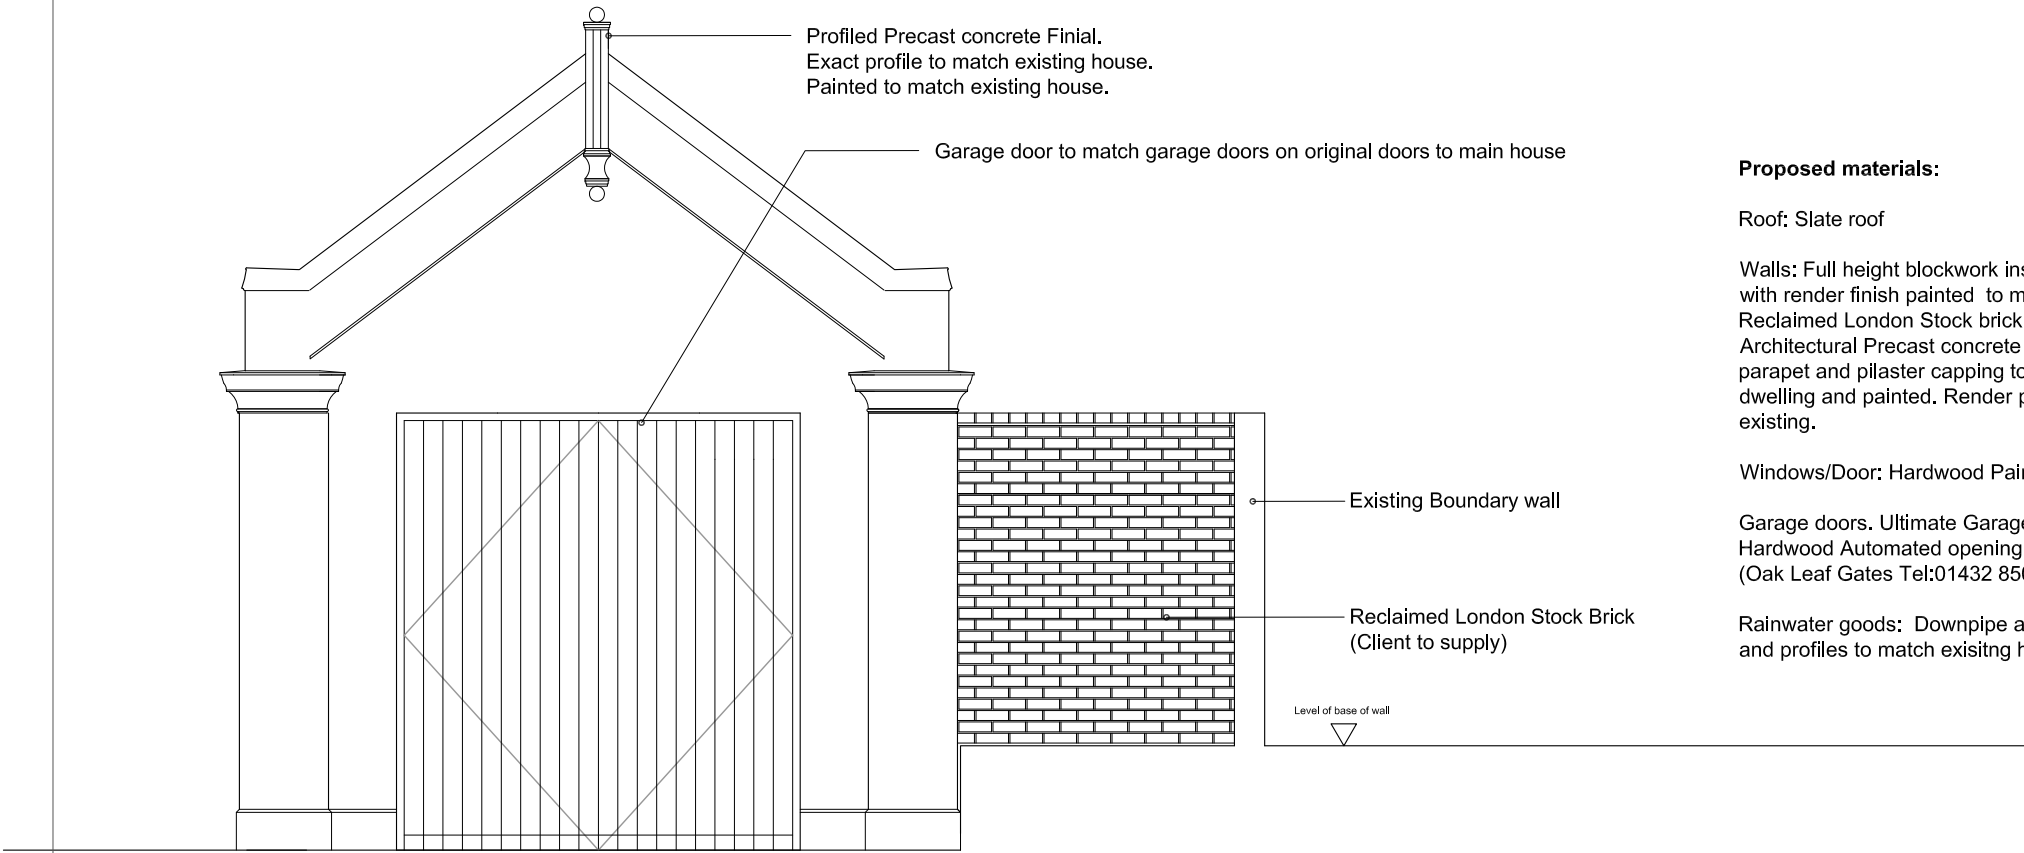 Profiled Precast concrete Finial.
Exact profile to match existing house.
Painted to match existing house.
Garage door to match garage doors on original doors to main house
Existing Boundary wall
Reclaimed London Stock Brick
(Client to supply)
Level of base of wall
Proposed materials:
Roof: Slate roof
Walls: Full height blockwork
with render finish painted to
Reclaimed London Stock brick
Architectural Precast concrete
parapet and pilaster capping to
dwelling and painted. Render
existing.
Windows/Door: Hardwood
Garage doors. Ultimate
Hardwood Automated opening
(Oak Leaf Gates Tel:01432
Rainwater goods: Downpipe
and profiles to match exisitng